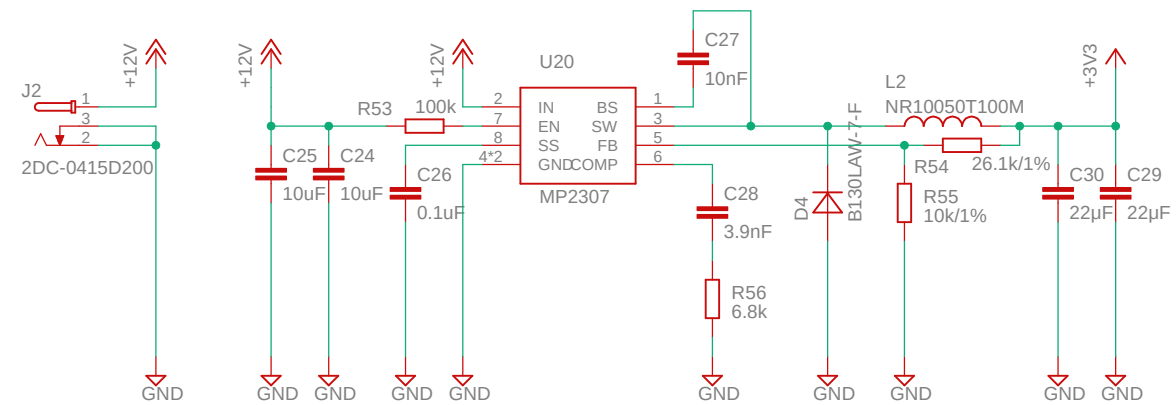 J2
1
3
2
2DC-0415D200
+12V
GND
+12V
C25
10uF
C24
10uF
GND
GND
R53
100k
C26
0.1uF
GND
+12V
GND
U20
2
IN
7
EN
8
SS
4*2
GND
BS
1
SW
3
FB
5
COMP
6
MP2307
C27
10nF
C28
3.9nF
R56
6.8k
GND
D4
B130LAW-7-F
GND
L2
NR10050T100M
R54
26.1k/1%
R55
10k/1%
GND
C30
22µF
GND
+3V3
C29
22µF
GND